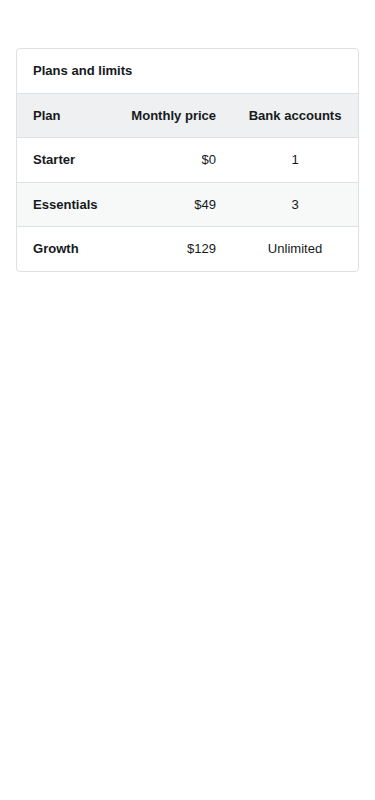 Plans and limits
Plan Monthly price Bank accounts
Starter $0 1
Essentials $49 3
Growth $129 Unlimited